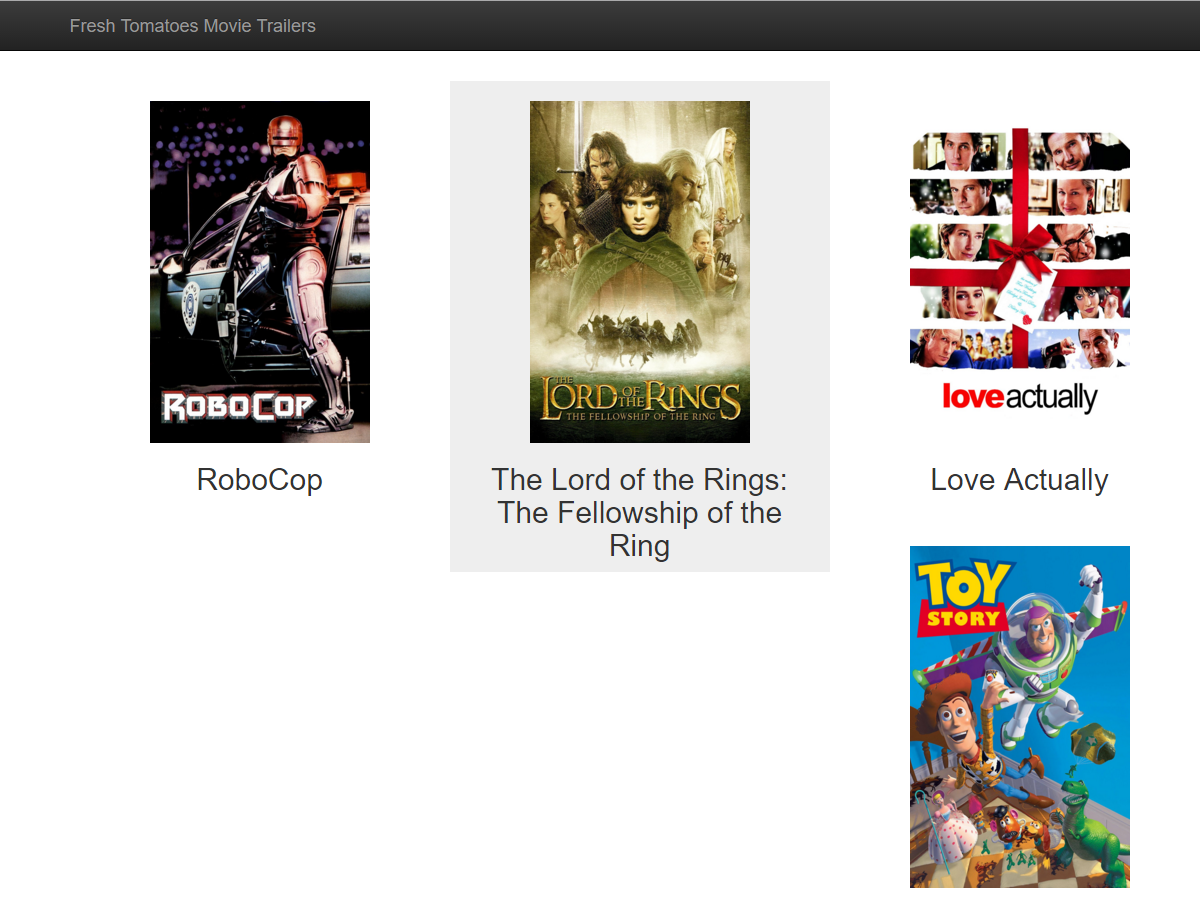 Fresh Tomatoes Movie Trailers
ROBOCOP
THE
LORD OF THE RINGS
THE FELLOWSHIP OF THE RING
love actually
RoboCop
The Lord of the Rings:
The Fellowship of the
Ring
Love Actually
TOY
STORY